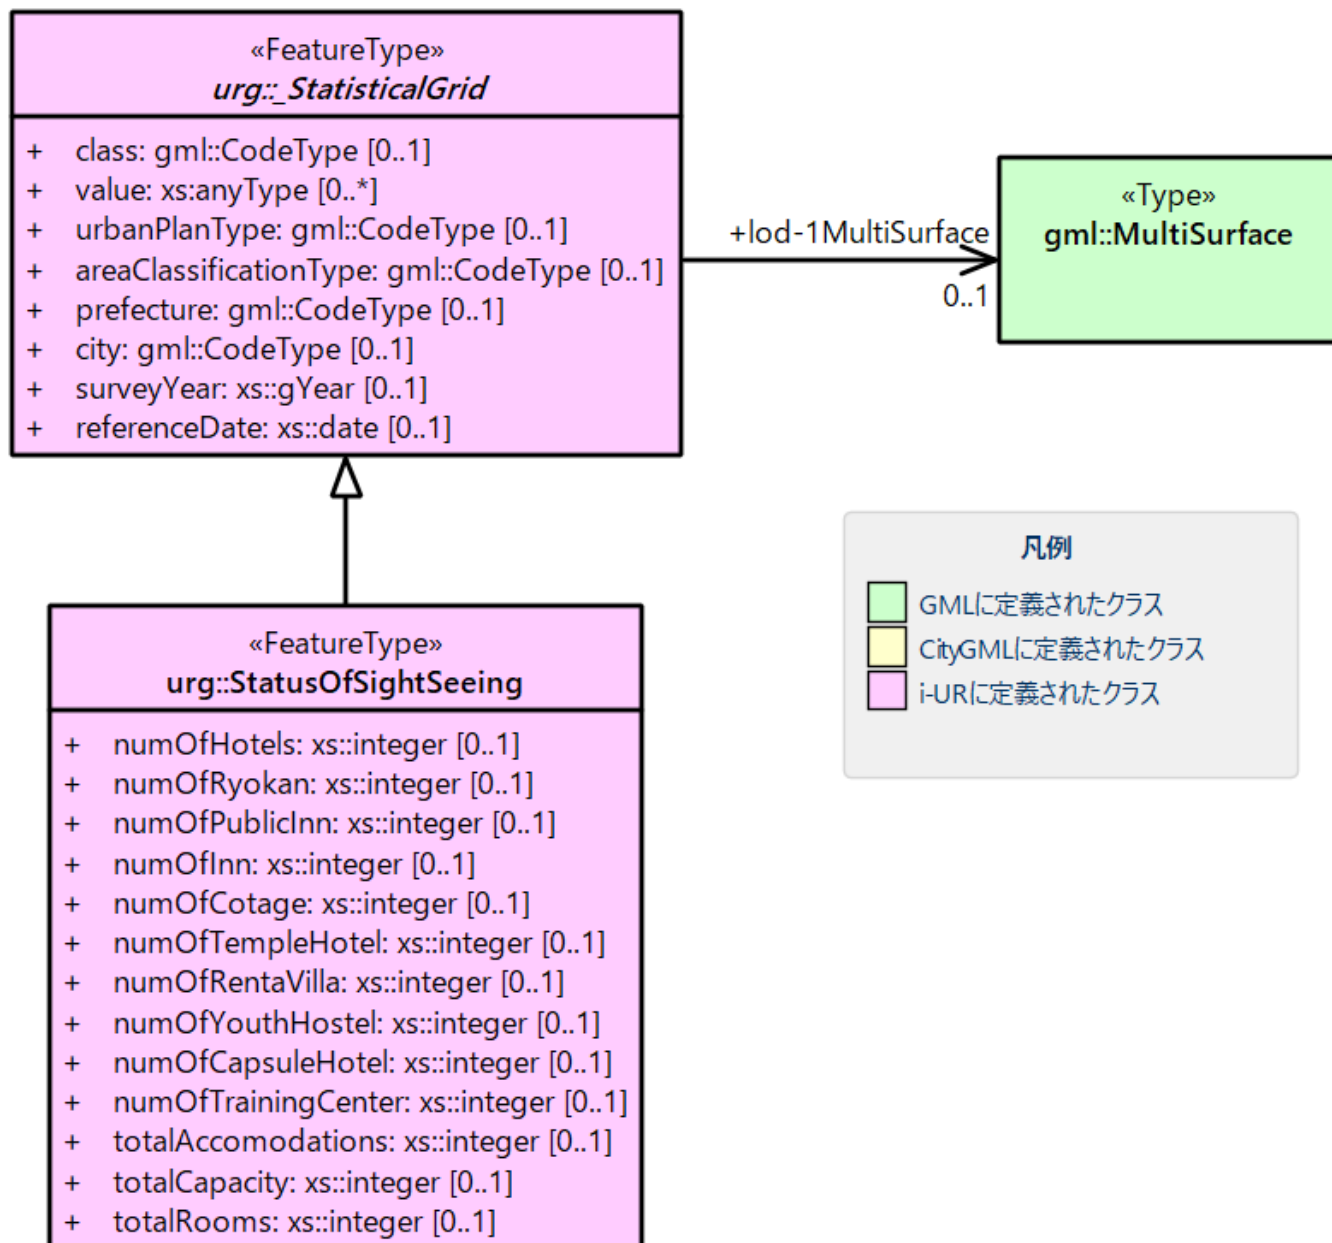 «FeatureType»
urg::_StatisticalGrid
+ class: gml::CodeType [0..1]
+ value: xs:anyType [0..*]
+ urbanPlanType: gml::CodeType [0..1]
+ areaClassificationType: gml::CodeType [0..1]
+ prefecture: gml::CodeType [0..1]
+ city: gml::CodeType [0..1]
+ surveyYear: xs::gYear [0..1]
+ referenceDate: xs::date [0..1]
+lod-1MultiSurface
0..1
«Type»
gml::MultiSurface
凡例
GMLに定義されたクラス
CityGMLに定義されたクラス
i-URに定義されたクラス
«FeatureType»
urg::StatusOfSightSeeing
+ numOfHotels: xs::integer [0..1]
+ numOfRyokan: xs::integer [0..1]
+ numOfPublicInn: xs::integer [0..1]
+ numOfInn: xs::integer [0..1]
+ numOfCotage: xs::integer [0..1]
+ numOfTempleHotel: xs::integer [0..1]
+ numOfRentaVilla: xs::integer [0..1]
+ numOfYouthHostel: xs::integer [0..1]
+ numOfCapsuleHotel: xs::integer [0..1]
+ numOfTrainingCenter: xs::integer [0..1]
+ totalAccomodations: xs::integer [0..1]
+ totalCapacity: xs::integer [0..1]
+ totalRooms: xs::integer [0..1]